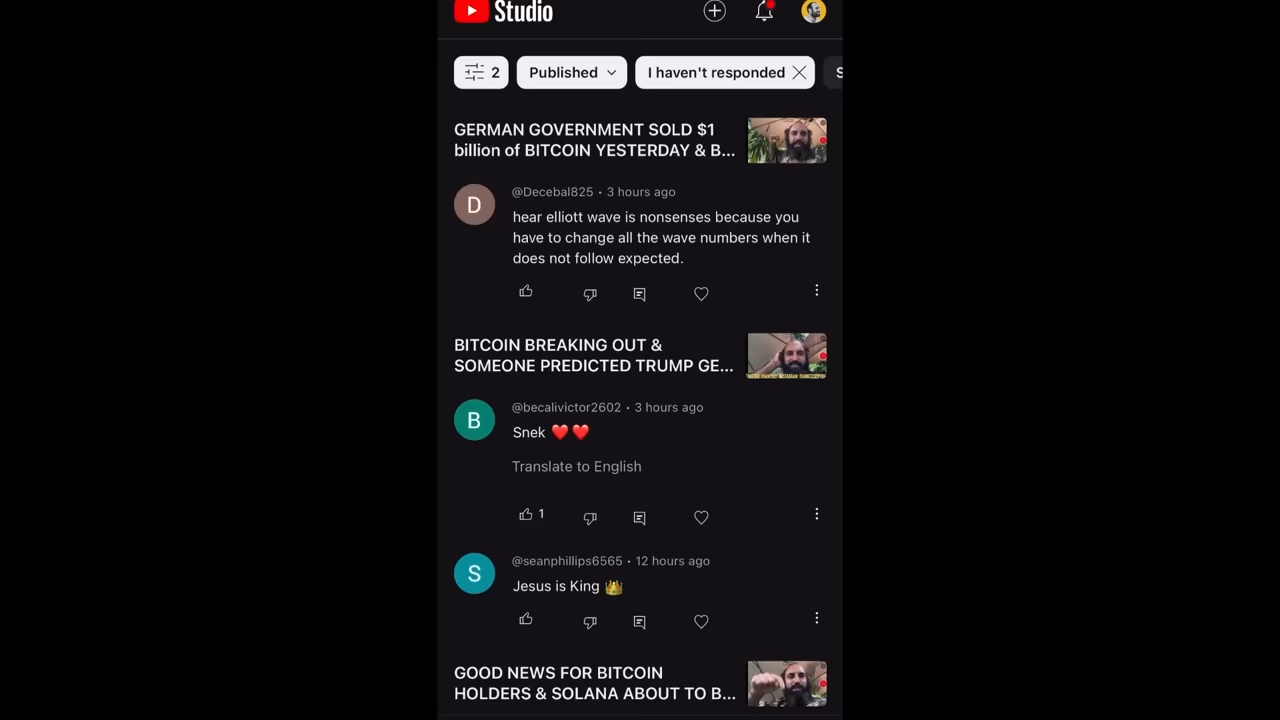 Studio
2 Published I haven't responded
GERMAN GOVERNMENT SOLD $1
billion of BITCOIN YESTERDAY & B...
D
@Decebal825 • 3 hours ago
hear elliott wave is nonsenses because you
have to change all the wave numbers when it
does not follow expected.
BITCOIN BREAKING OUT &
SOMEONE PREDICTED TRUMP GE...
B
@becalivictor2602 • 3 hours ago
Snek ❤️❤️
Translate to English
1
S
@seanphillips6565 • 12 hours ago
Jesus is King 👑
GOOD NEWS FOR BITCOIN
HOLDERS & SOLANA ABOUT TO B...